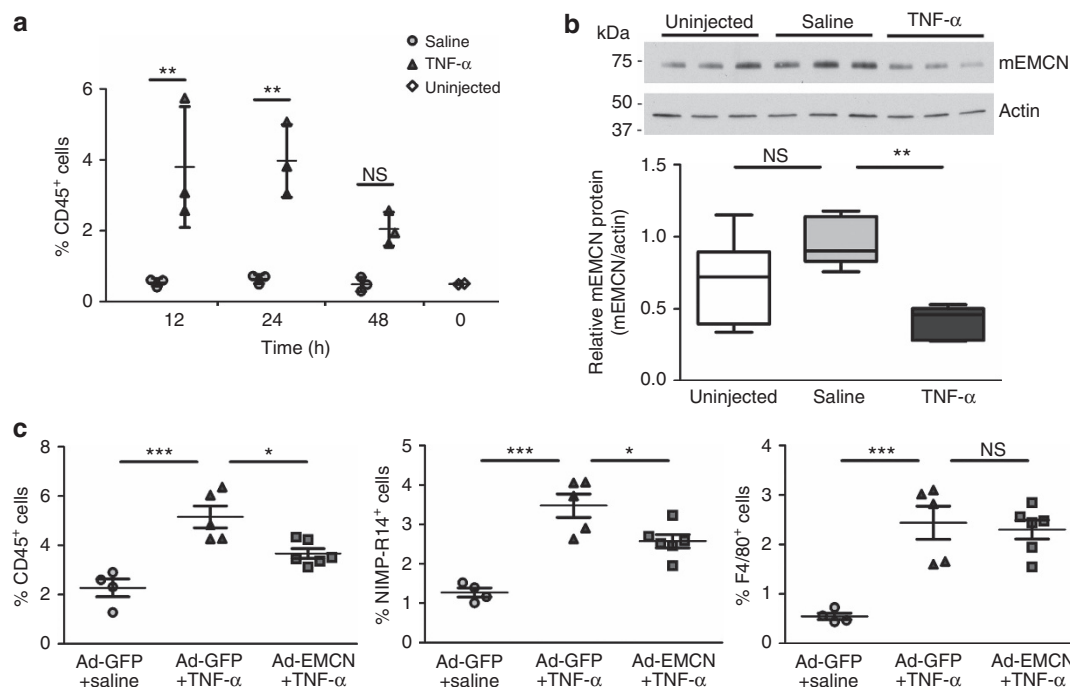 a
Saline
TNF-α
Uninjected
% CD45+ cells
6
4
2
0
**
**
NS
12
24
48
0
Time (h)
b
kDa
Uninjected
Saline
TNF-α
75
mEMCN
50
37
Actin
Relative mEMCN protein
(mEMCN/actin)
1.5
1.0
0.5
0.0
NS
**
Uninjected
Saline
TNF-α
c
% CD45+ cells
8
6
4
2
0
***
*
Ad-GFP
+saline
Ad-GFP
+TNF-α
Ad-EMCN
+TNF-α
% NIMP-R14+ cells
5
4
3
2
1
0
***
*
Ad-GFP
+saline
Ad-GFP
+TNF-α
Ad-EMCN
+TNF-α
% F4/80+ cells
4
3
2
1
0
***
NS
Ad-GFP
+saline
Ad-GFP
+TNF-α
Ad-EMCN
+TNF-α